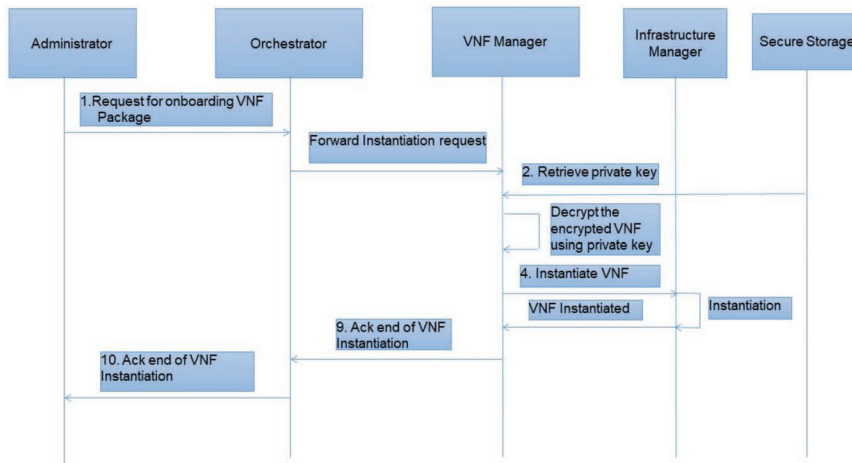 Administrator
Orchestrator
VNF Manager
Infrastructure
Manager
Secure Storage
1.Request for onboarding VNF
Package
Forward Instantiation request
2. Retrieve private key
Decrypt the
encrypted VNF
using private key
4. Instantiate VNF
VNF Instantiated
Instantiation
9. Ack end of VNF
Instantiation
10. Ack end of VNF
Instantiation